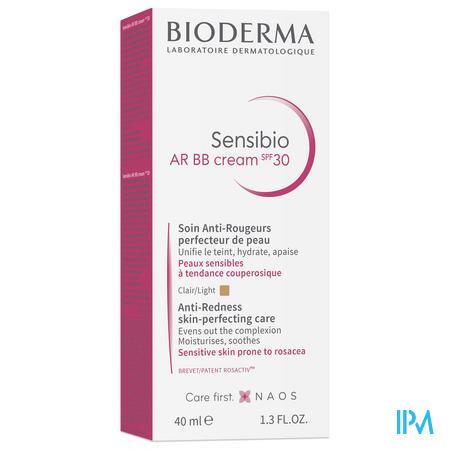 BIODERMA
LABORATOIRE DERMATOLOGIQUE
Sensibio
AR BB cream SPF30
Soin Anti-Rougeurs
perfecteur de peau
Unifie le teint, hydrate, apaise
Peaux sensibles
à tendance couperosique
Clair/Light
Anti-Redness
skin-perfecting care
Evens out the complexion
Moisturises, soothes
Sensitive skin prone to rosacea
BREVET/PATENT ROSACTIV™
Care first. NAOS
40 ml ℮ 1.3 FL.OZ.
IPM